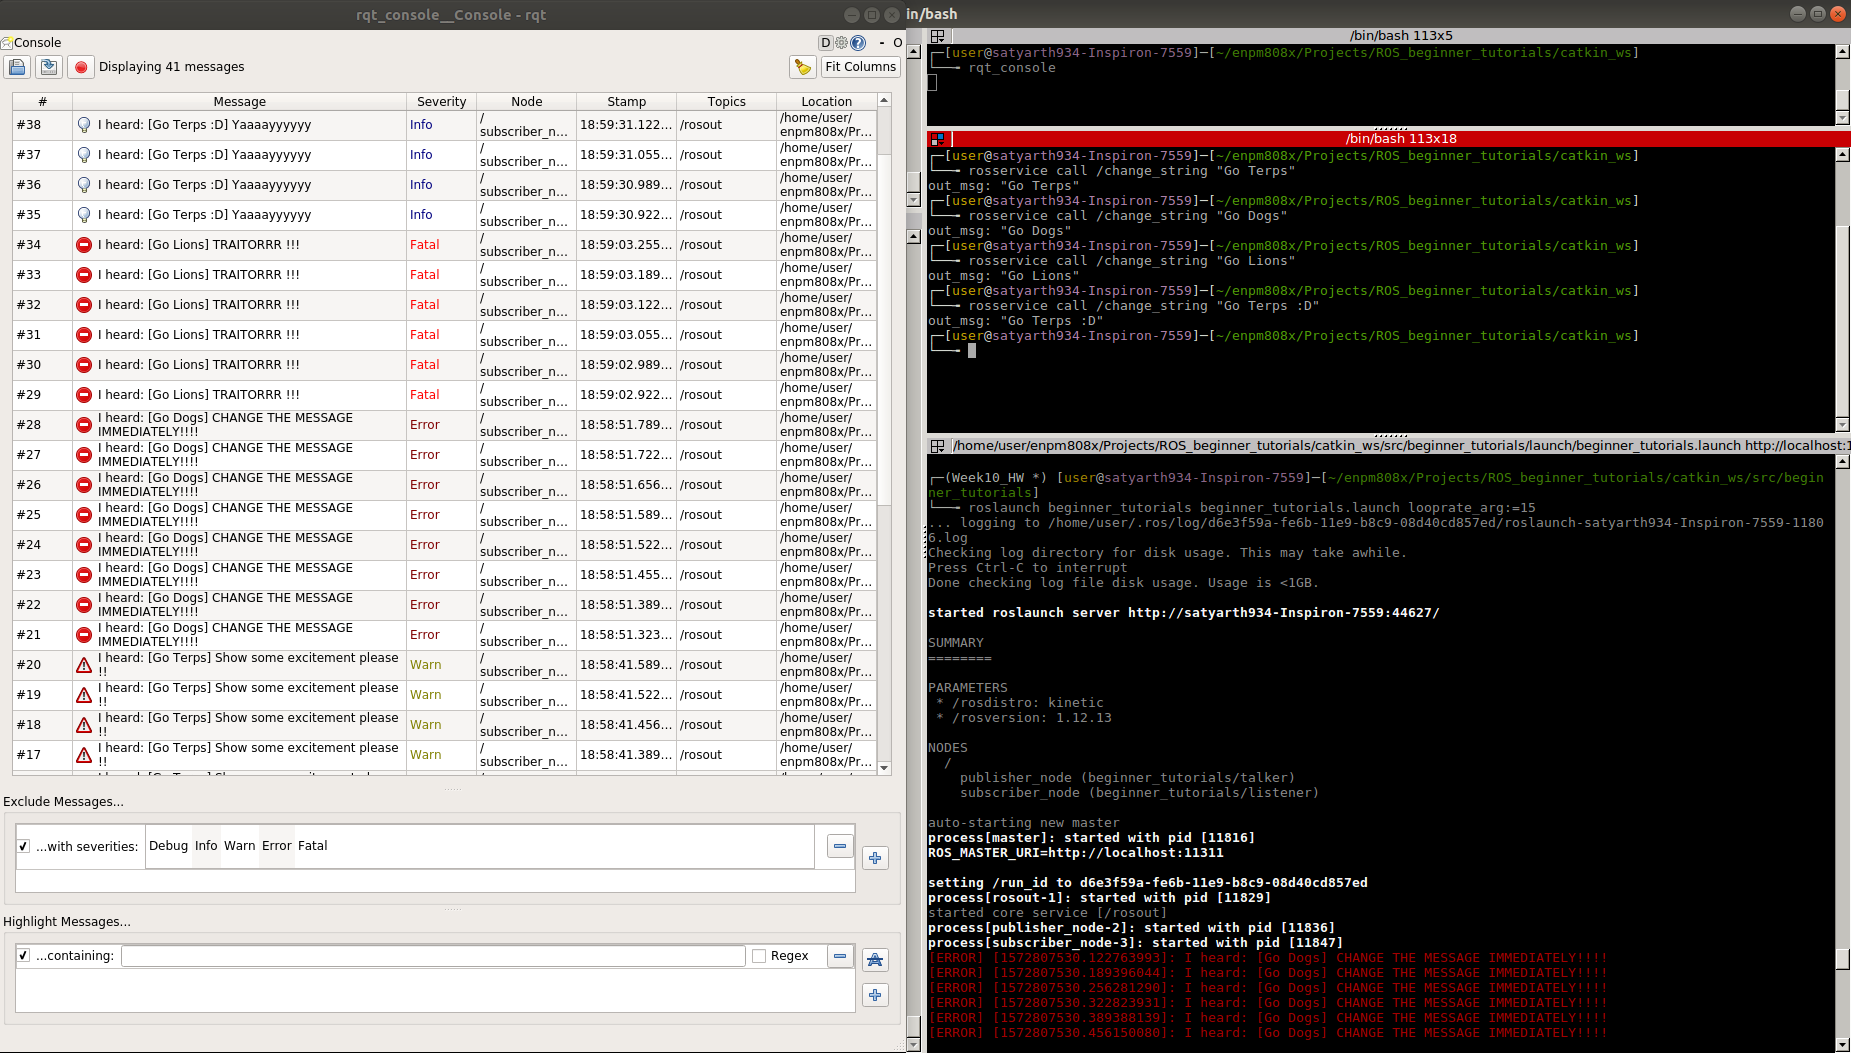 rqt_console__Console - rqt
Console
D
- O
Displaying 41 messages
Fit Columns
# Message Severity Node Stamp Topics Location
#38 I heard: [Go Terps :D] Yaaaayyyyyy Info / subscriber_n... 18:59:31.122... /rosout /home/user/ enpm808x/Pr...
#37 I heard: [Go Terps :D] Yaaaayyyyyy Info / subscriber_n... 18:59:31.055... /rosout /home/user/ enpm808x/Pr...
#36 I heard: [Go Terps :D] Yaaaayyyyyy Info / subscriber_n... 18:59:30.989... /rosout /home/user/ enpm808x/Pr...
#35 I heard: [Go Terps :D] Yaaaayyyyyy Info / subscriber_n... 18:59:30.922... /rosout /home/user/ enpm808x/Pr...
#34 I heard: [Go Lions] TRAITORRR !!! Fatal / subscriber_n... 18:59:03.255... /rosout /home/user/ enpm808x/Pr...
#33 I heard: [Go Lions] TRAITORRR !!! Fatal / subscriber_n... 18:59:03.189... /rosout /home/user/ enpm808x/Pr...
#32 I heard: [Go Lions] TRAITORRR !!! Fatal / subscriber_n... 18:59:03.122... /rosout /home/user/ enpm808x/Pr...
#31 I heard: [Go Lions] TRAITORRR !!! Fatal / subscriber_n... 18:59:03.055... /rosout /home/user/ enpm808x/Pr...
#30 I heard: [Go Lions] TRAITORRR !!! Fatal / subscriber_n... 18:59:02.989... /rosout /home/user/ enpm808x/Pr...
#29 I heard: [Go Lions] TRAITORRR !!! Fatal / subscriber_n... 18:59:02.922... /rosout /home/user/ enpm808x/Pr...
#28 I heard: [Go Dogs] CHANGE THE MESSAGE IMMEDIATELY!!!! Error / subscriber_n... 18:58:51.789... /rosout /home/user/ enpm808x/Pr...
#27 I heard: [Go Dogs] CHANGE THE MESSAGE IMMEDIATELY!!!! Error / subscriber_n... 18:58:51.722... /rosout /home/user/ enpm808x/Pr...
#26 I heard: [Go Dogs] CHANGE THE MESSAGE IMMEDIATELY!!!! Error / subscriber_n... 18:58:51.656... /rosout /home/user/ enpm808x/Pr...
#25 I heard: [Go Dogs] CHANGE THE MESSAGE IMMEDIATELY!!!! Error / subscriber_n... 18:58:51.589... /rosout /home/user/ enpm808x/Pr...
#24 I heard: [Go Dogs] CHANGE THE MESSAGE IMMEDIATELY!!!! Error / subscriber_n... 18:58:51.522... /rosout /home/user/ enpm808x/Pr...
#23 I heard: [Go Dogs] CHANGE THE MESSAGE IMMEDIATELY!!!! Error / subscriber_n... 18:58:51.455... /rosout /home/user/ enpm808x/Pr...
#22 I heard: [Go Dogs] CHANGE THE MESSAGE IMMEDIATELY!!!! Error / subscriber_n... 18:58:51.389... /rosout /home/user/ enpm808x/Pr...
#21 I heard: [Go Dogs] CHANGE THE MESSAGE IMMEDIATELY!!!! Error / subscriber_n... 18:58:51.323... /rosout /home/user/ enpm808x/Pr...
#20 I heard: [Go Terps] Show some excitement please !! Warn / subscriber_n... 18:58:41.589... /rosout /home/user/ enpm808x/Pr...
#19 I heard: [Go Terps] Show some excitement please !! Warn / subscriber_n... 18:58:41.522... /rosout /home/user/ enpm808x/Pr...
#18 I heard: [Go Terps] Show some excitement please !! Warn / subscriber_n... 18:58:41.456... /rosout /home/user/ enpm808x/Pr...
#17 I heard: [Go Terps] Show some excitement please !! Warn / subscriber_n... 18:58:41.389... /rosout /home/user/ enpm808x/Pr...
Exclude Messages...
...with severities: Debug Info Warn Error Fatal
Highlight Messages...
...containing: Regex
in/bash
/bin/bash 113x5
[user@satyarth934-Inspiron-7559]─[~/enpm808x/Projects/ROS_beginner_tutorials/catkin_ws]
rqt_console
/bin/bash 113x18
[user@satyarth934-Inspiron-7559]─[~/enpm808x/Projects/ROS_beginner_tutorials/catkin_ws]
rosservice call /change_string "Go Terps"
out_msg: "Go Terps"
[user@satyarth934-Inspiron-7559]─[~/enpm808x/Projects/ROS_beginner_tutorials/catkin_ws]
rosservice call /change_string "Go Dogs"
out_msg: "Go Dogs"
[user@satyarth934-Inspiron-7559]─[~/enpm808x/Projects/ROS_beginner_tutorials/catkin_ws]
rosservice call /change_string "Go Lions"
out_msg: "Go Lions"
[user@satyarth934-Inspiron-7559]─[~/enpm808x/Projects/ROS_beginner_tutorials/catkin_ws]
rosservice call /change_string "Go Terps :D"
out_msg: "Go Terps :D"
[user@satyarth934-Inspiron-7559]─[~/enpm808x/Projects/ROS_beginner_tutorials/catkin_ws]
/home/user/enpm808x/Projects/ROS_beginner_tutorials/catkin_ws/src/beginner_tutorials/launch/beginner_tutorials.launch http://localhost:1
(Week10_HW *) [user@satyarth934-Inspiron-7559]─[~/enpm808x/Projects/ROS_beginner_tutorials/catkin_ws/src/begin
ner_tutorials]
roslaunch beginner_tutorials beginner_tutorials.launch looprate_arg:=15
... logging to /home/user/.ros/log/d6e3f59a-fe6b-11e9-b8c9-08d40cd857ed/roslaunch-satyarth934-Inspiron-7559-1180
6.log
Checking log directory for disk usage. This may take awhile.
Press Ctrl-C to interrupt
Done checking log file disk usage. Usage is <1GB.
started roslaunch server http://satyarth934-Inspiron-7559:44627/
SUMMARY
========
PARAMETERS
* /rosdistro: kinetic
* /rosversion: 1.12.13
NODES
/
publisher_node (beginner_tutorials/talker)
subscriber_node (beginner_tutorials/listener)
auto-starting new master
process[master]: started with pid [11816]
ROS_MASTER_URI=http://localhost:11311
setting /run_id to d6e3f59a-fe6b-11e9-b8c9-08d40cd857ed
process[rosout-1]: started with pid [11829]
started core service [/rosout]
process[publisher_node-2]: started with pid [11836]
process[subscriber_node-3]: started with pid [11847]
[ERROR] [1572807530.122763993]: I heard: [Go Dogs] CHANGE THE MESSAGE IMMEDIATELY!!!!
[ERROR] [1572807530.189396044]: I heard: [Go Dogs] CHANGE THE MESSAGE IMMEDIATELY!!!!
[ERROR] [1572807530.256281290]: I heard: [Go Dogs] CHANGE THE MESSAGE IMMEDIATELY!!!!
[ERROR] [1572807530.322823931]: I heard: [Go Dogs] CHANGE THE MESSAGE IMMEDIATELY!!!!
[ERROR] [1572807530.389388139]: I heard: [Go Dogs] CHANGE THE MESSAGE IMMEDIATELY!!!!
[ERROR] [1572807530.456150080]: I heard: [Go Dogs] CHANGE THE MESSAGE IMMEDIATELY!!!!